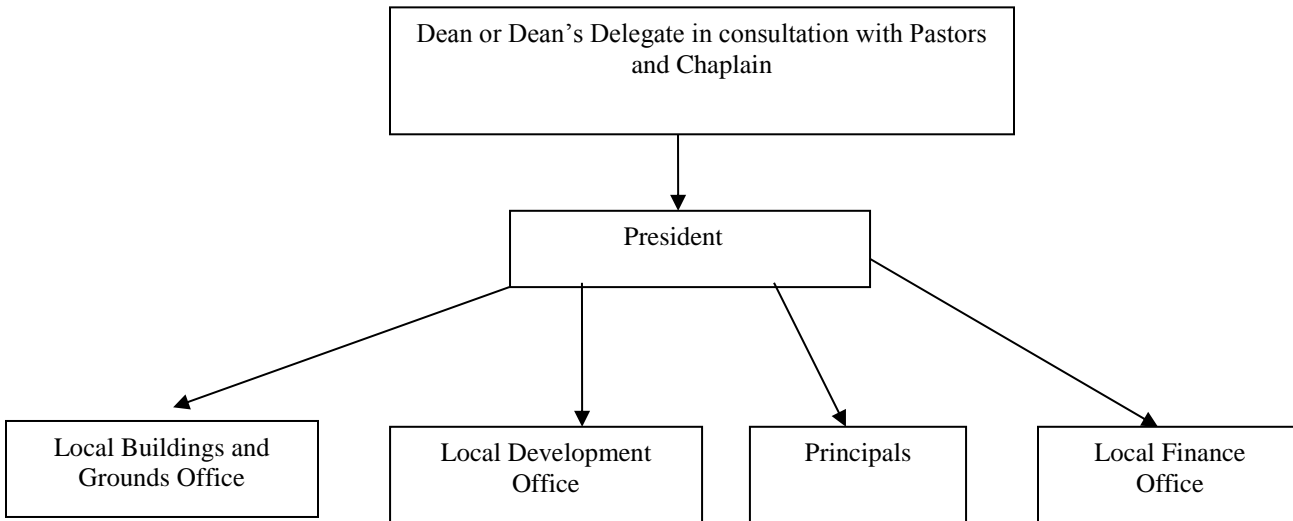 Dean or Dean’s Delegate in consultation with Pastors
and Chaplain
President
Local Buildings and
Grounds Office
Local Development
Office
Principals
Local Finance
Office